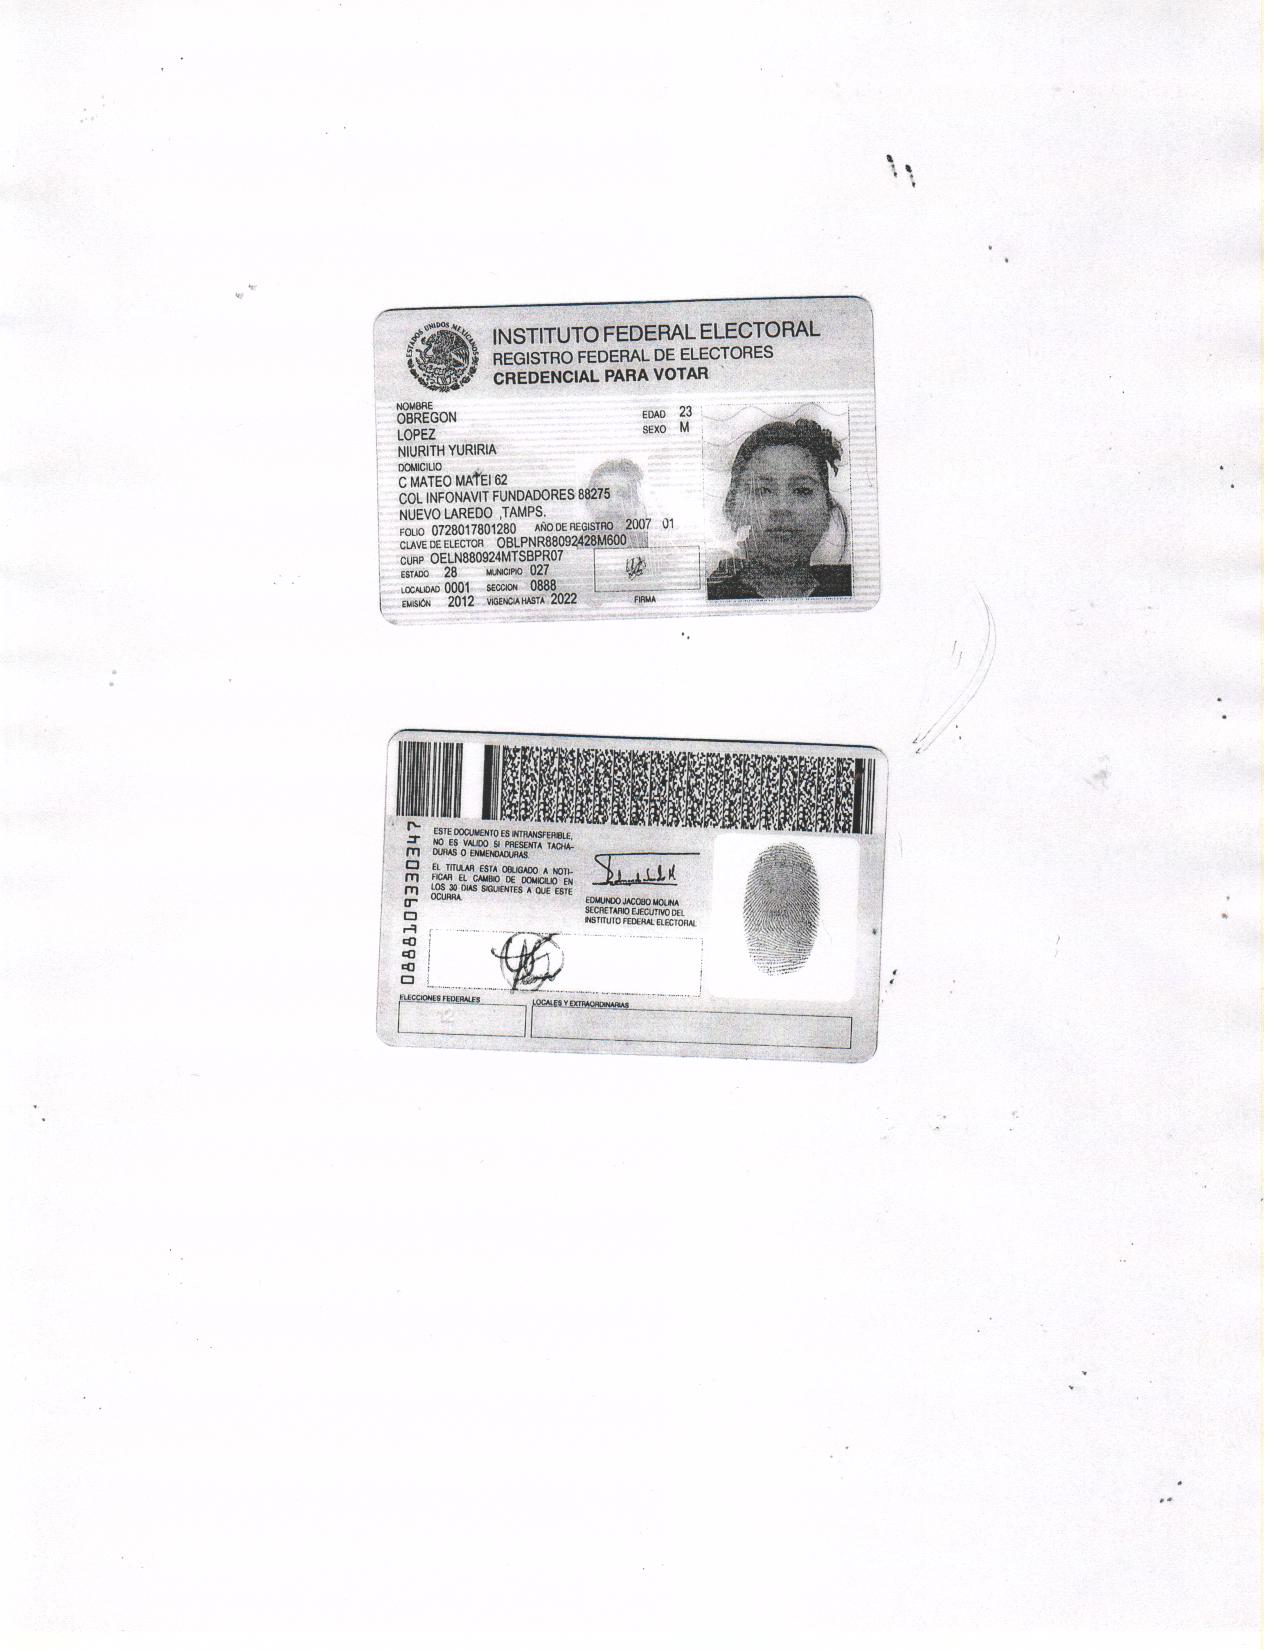 ESTADOS UNIDOS MEXICANOS
INSTITUTO FEDERAL ELECTORAL
REGISTRO FEDERAL DE ELECTORES
CREDENCIAL PARA VOTAR
NOMBRE
OBREGON
LOPEZ
NIURITH YURIRIA
EDAD 23
SEXO M
DOMICILIO
C MATEO MATEI 62
COL INFONAVIT FUNDADORES 88275
NUEVO LAREDO ,TAMPS.
FOLIO 0728017801280 AÑO DE REGISTRO 2007 01
CLAVE DE ELECTOR OBLPNR88092428M600
CURP OELN880924MTSBPR07
ESTADO 28 MUNICIPIO 027
LOCALIDAD 0001 SECCION 0888
EMISIÓN 2012 VIGENCIA HASTA 2022
FIRMA
ESTE DOCUMENTO ES INTRANSFERIBLE,
NO ES VALIDO SI PRESENTA TACHA-
DURAS O ENMENDADURAS.
EL TITULAR ESTA OBLIGADO A NOTI-
FICAR EL CAMBIO DE DOMICILIO EN
LOS 30 DIAS SIGUIENTES A QUE ESTE
OCURRA.
EDMUNDO JACOBO MOLINA
SECRETARIO EJECUTIVO DEL
INSTITUTO FEDERAL ELECTORAL
ELECCIONES FEDERALES
12
LOCALES Y EXTRAORDINARIAS